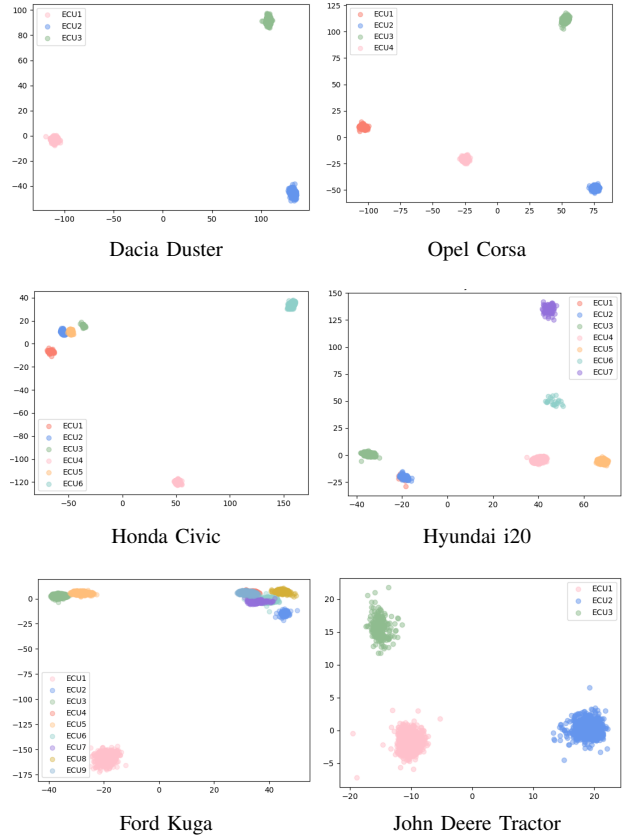 ECU1
ECU2
ECU3
100
80
60
40
20
0
−20
−40
−100
−50
0
50
100
Dacia Duster
ECU1
ECU2
ECU3
ECU4
125
100
75
50
25
0
−25
−50
−100
−75
−50
−25
0
25
50
75
Opel Corsa
40
20
0
−20
−40
−60
−80
−100
−120
ECU1
ECU2
ECU3
ECU4
ECU5
ECU6
−50
0
50
100
150
Honda Civic
150
125
100
75
50
25
0
−25
ECU1
ECU2
ECU3
ECU4
ECU5
ECU6
ECU7
−40
−20
0
20
40
60
Hyundai i20
0
−25
−50
−75
−100
−125
−150
−175
ECU1
ECU2
ECU3
ECU4
ECU5
ECU6
ECU7
ECU8
ECU9
−40
−20
0
20
40
Ford Kuga
ECU1
ECU2
ECU3
20
15
10
5
0
−5
−20
−10
0
10
20
John Deere Tractor